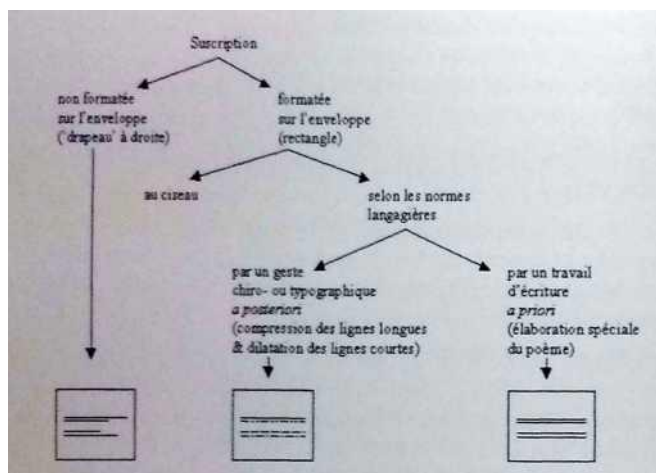 Suscription
non formatée
sur l'enveloppe
('drapeau' à droite)
formatée
sur l'enveloppe
(rectangle)
au ciseau
selon les normes
langagières
par un geste
chiro- ou typographique
a posteriori
(compression des lignes longues
& dilatation des lignes courtes)
par un travail
d'écriture
a priori
(élaboration spéciale
du poème)